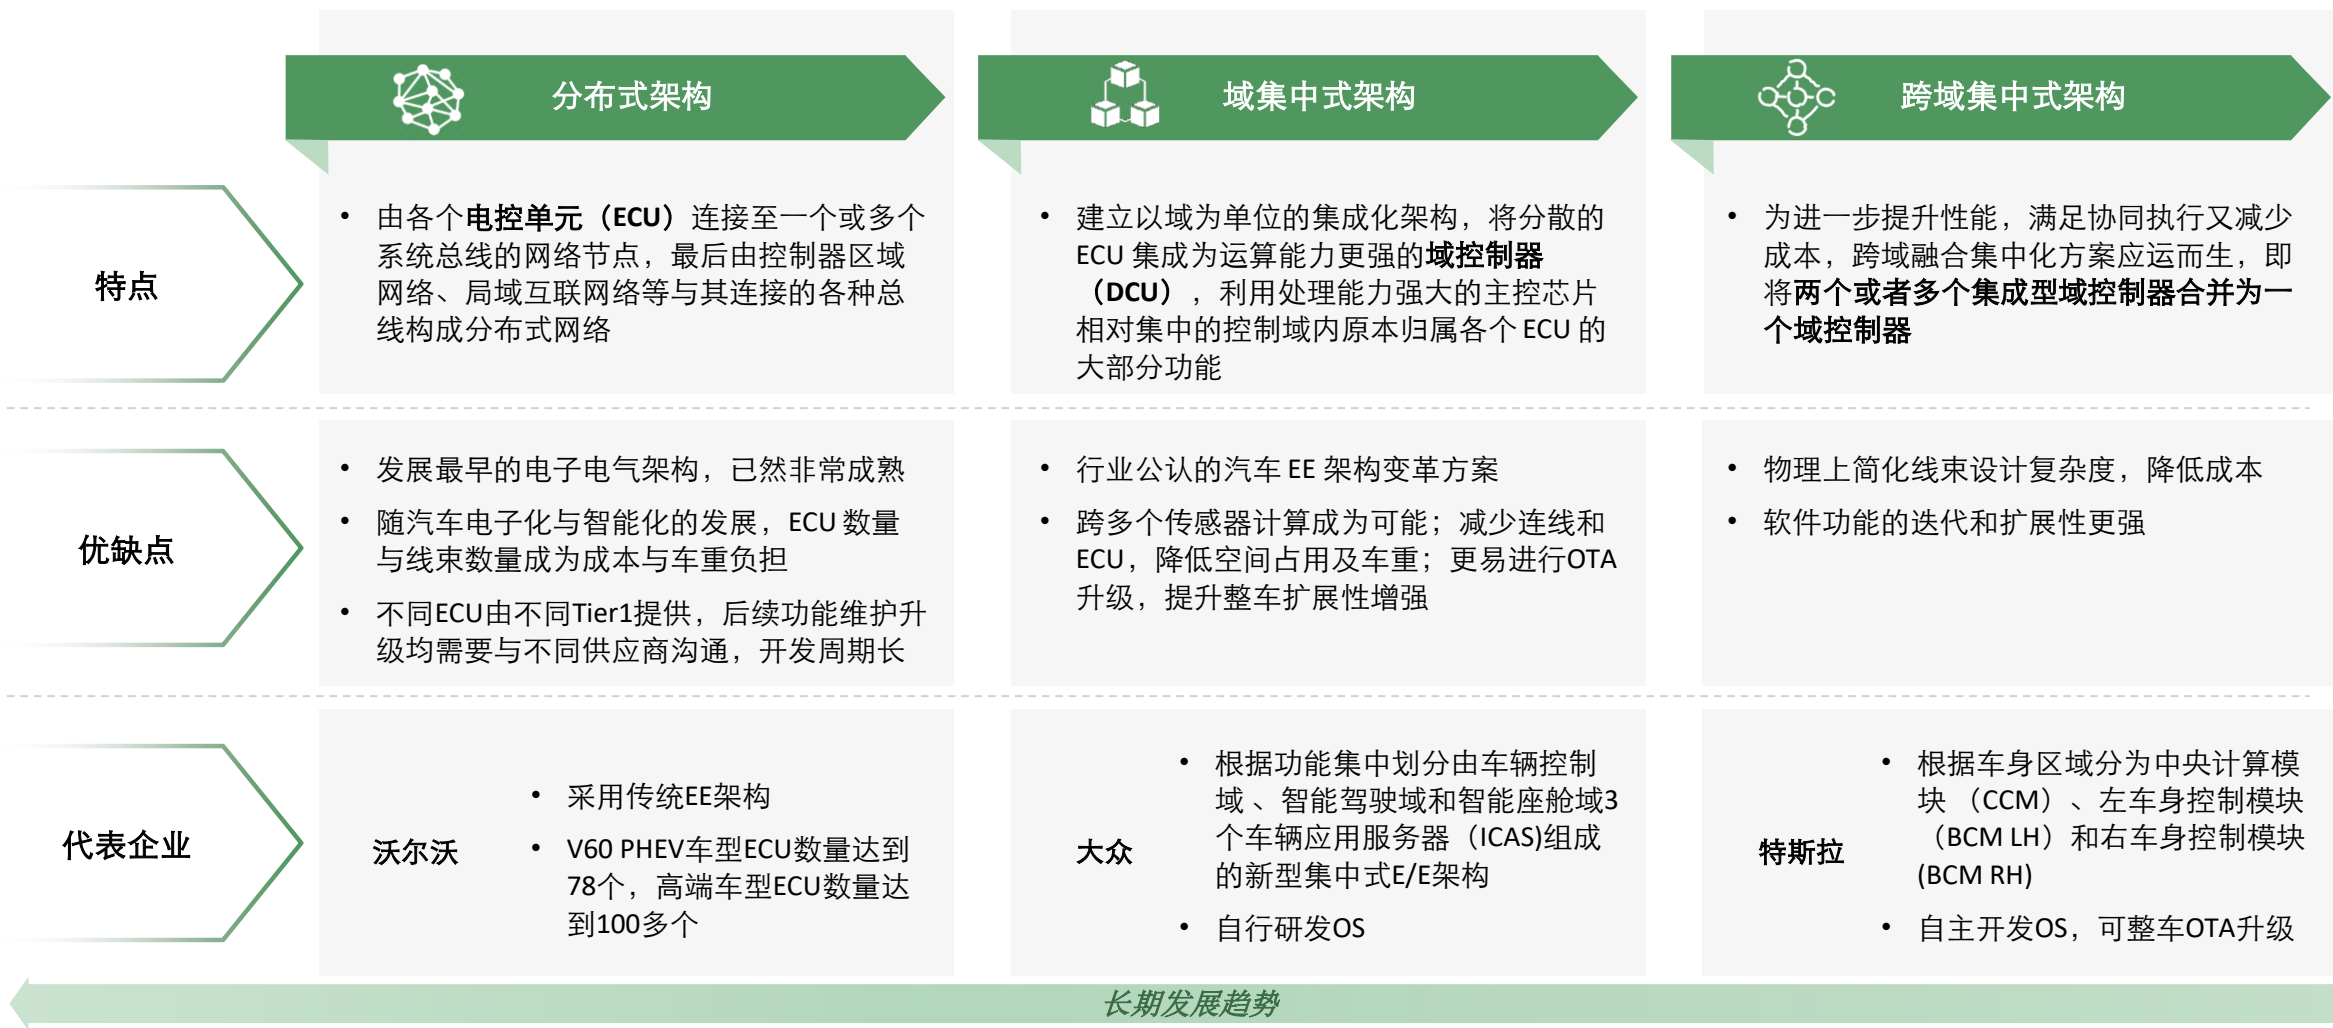 分布式架构
域集中式架构
跨域集中式架构
特点
• 由各个电控单元（ECU）连接至一个或多个
系统总线的网络节点，最后由控制器区域
网络、局域互联网络等与其连接的各种总
线构成分布式网络
• 建立以域为单位的集成化架构，将分散的
ECU 集成为运算能力更强的域控制器
（DCU），利用处理能力强大的主控芯片
相对集中的控制域内原本归属各个 ECU 的
大部分功能
• 为进一步提升性能，满足协同执行又减少
成本，跨域融合集中化方案应运而生，即
将两个或者多个集成型域控制器合并为一
个域控制器
优缺点
• 发展最早的电子电气架构，已然非常成熟
• 随汽车电子化与智能化的发展，ECU 数量
与线束数量成为成本与车重负担
• 不同ECU由不同Tier1提供，后续功能维护升
级均需要与不同供应商沟通，开发周期长
• 行业公认的汽车 EE 架构变革方案
• 跨多个传感器计算成为可能；减少连线和
ECU，降低空间占用及车重；更易进行OTA
升级，提升整车扩展性增强
• 物理上简化线束设计复杂度，降低成本
• 软件功能的迭代和扩展性更强
代表企业
沃尔沃
• 采用传统EE架构
• V60 PHEV车型ECU数量达到
78个，高端车型ECU数量达
到100多个
大众
• 根据功能集中划分由车辆控制
域 、智能驾驶域和智能座舱域3
个车辆应用服务器（ICAS)组成
的新型集中式E/E架构
• 自行研发OS
特斯拉
• 根据车身区域分为中央计算模
块 （CCM）、左车身控制模块
（BCM LH）和右车身控制模块
(BCM RH)
• 自主开发OS，可整车OTA升级
长期发展趋势